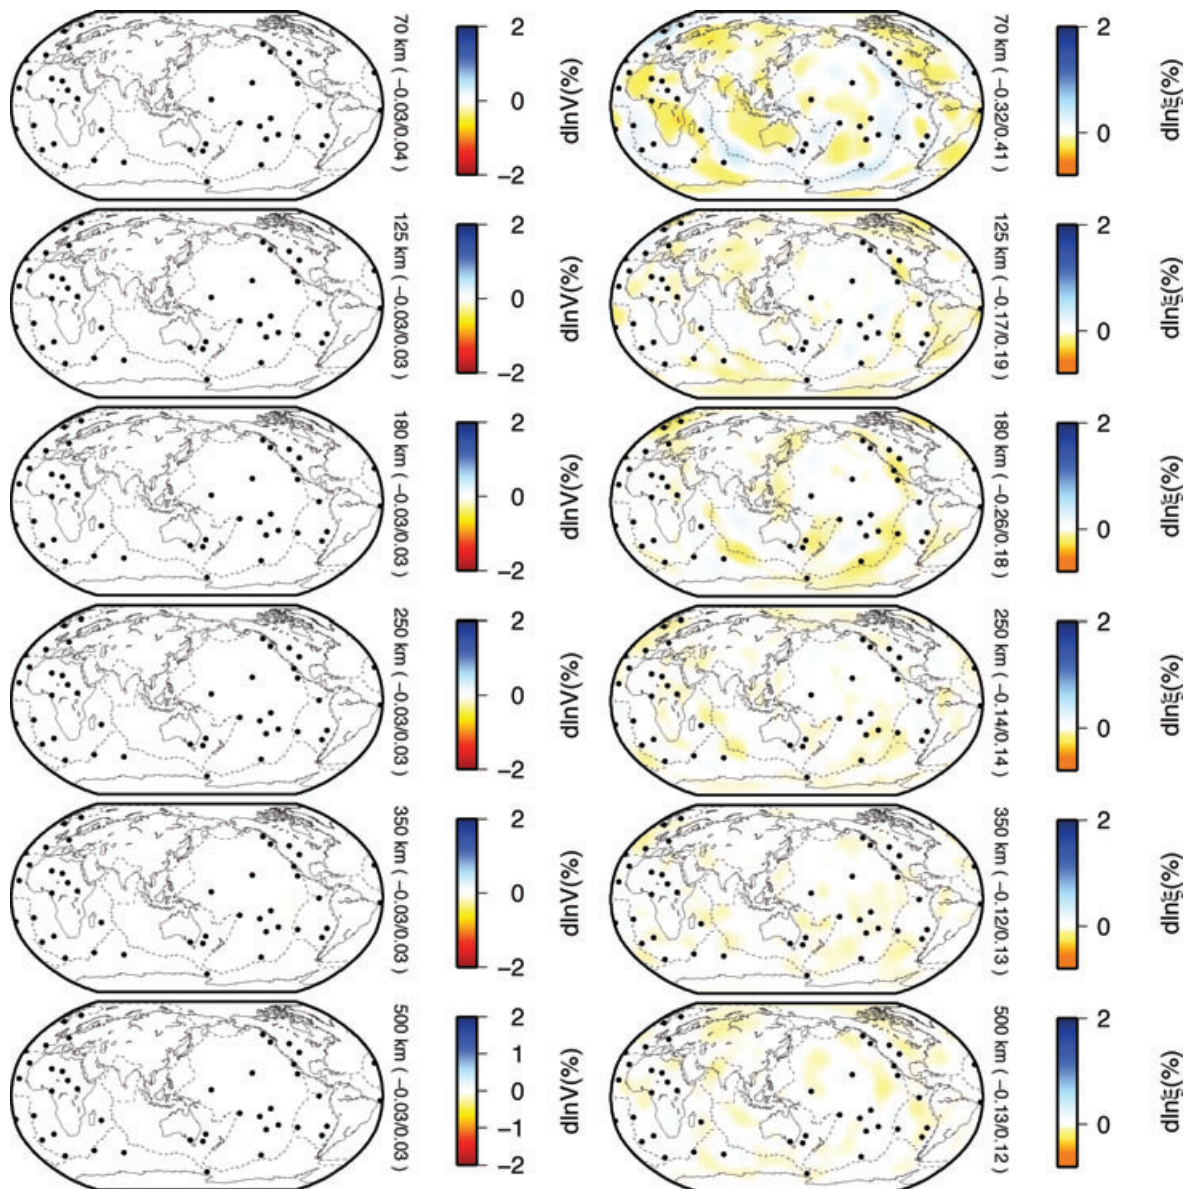 70 km ( −0.03/0.04 )
2
0
−2
dlnV(%)
70 km ( −0.32/0.41 )
2
0
dlnξ(%)
125 km ( −0.03/0.03 )
2
0
−2
dlnV(%)
125 km ( −0.17/0.19 )
2
0
dlnξ(%)
180 km ( −0.03/0.03 )
2
0
−2
dlnV(%)
180 km ( −0.26/0.18 )
2
0
dlnξ(%)
250 km ( −0.03/0.03 )
2
0
−2
dlnV(%)
250 km ( −0.14/0.14 )
2
0
dlnξ(%)
350 km ( −0.03/0.03 )
2
0
−2
dlnV(%)
350 km ( −0.12/0.13 )
2
0
dlnξ(%)
500 km ( −0.03/0.03 )
2
1
0
−1
−2
dlnV(%)
500 km ( −0.13/0.12 )
2
0
dlnξ(%)